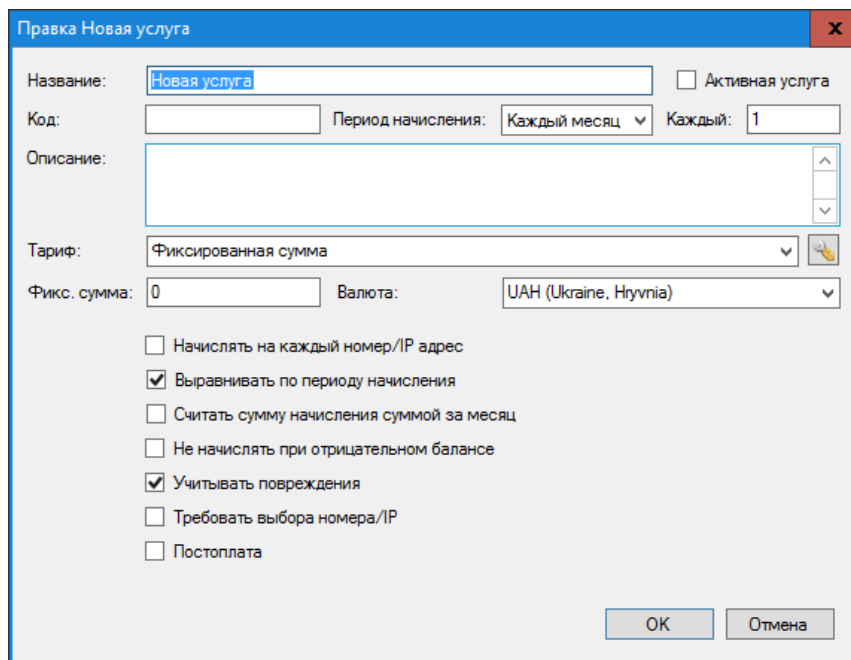 Правка Новая услуга
Название: Новая услуга Активная услуга
Код: Период начисления: Каждый месяц Каждый: 1
Описание:
Тариф: Фиксированная сумма
Фикс. сумма: 0 Валюта: UAH (Ukraine, Hryvnia)
Начислять на каждый номер/IP адрес
Выравнивать по периоду начисления
Считать сумму начисления суммой за месяц
Не начислять при отрицательном балансе
Учитывать повреждения
Требовать выбора номера/IP
Постоплата
OK Отмена